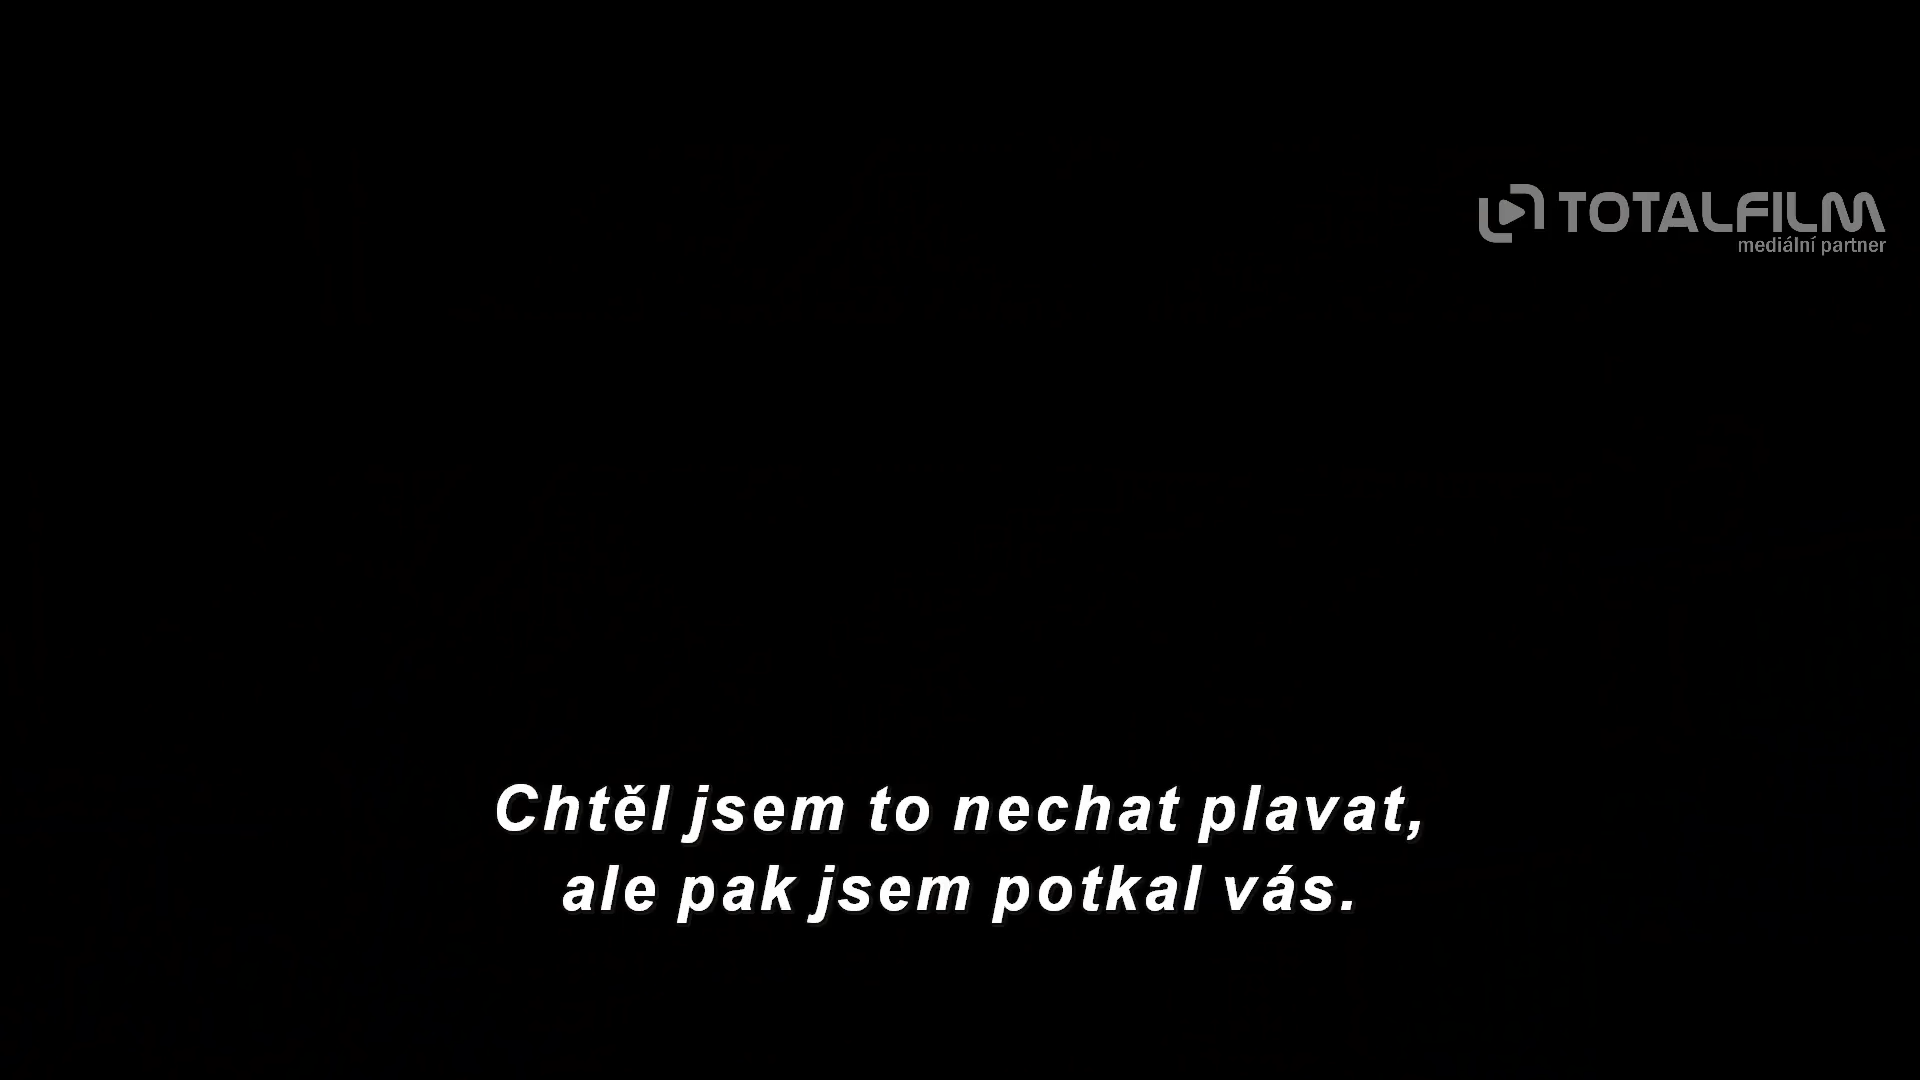 TOTALFILM
mediální partner
Chtěl jsem to nechat plavat,
ale pak jsem potkal vás.